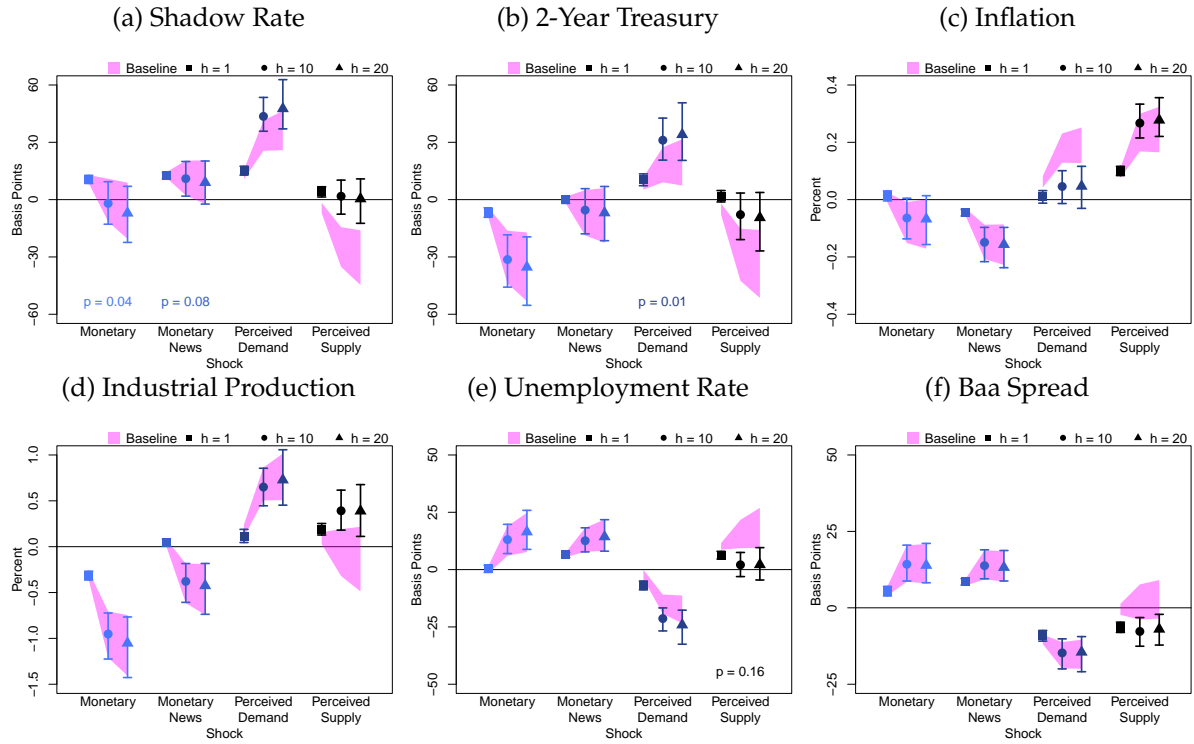 (a) Shadow Rate
Baseline h = 1 h = 10 h = 20
Basis Points
60
30
0
−30
−60
p = 0.04
p = 0.08
Monetary
Monetary News
Perceived Demand
Perceived Supply
Shock
(b) 2-Year Treasury
Baseline h = 1 h = 10 h = 20
Basis Points
60
30
0
−30
−60
p = 0.01
Monetary
Monetary News
Perceived Demand
Perceived Supply
Shock
(c) Inflation
Baseline h = 1 h = 10 h = 20
Percent
0.4
0.2
0.0
−0.2
−0.4
Monetary
Monetary News
Perceived Demand
Perceived Supply
Shock
(d) Industrial Production
Baseline h = 1 h = 10 h = 20
Percent
1.0
0.5
0.0
−0.5
−1.0
−1.5
Monetary
Monetary News
Perceived Demand
Perceived Supply
Shock
(e) Unemployment Rate
Baseline h = 1 h = 10 h = 20
Basis Points
50
25
0
−25
−50
p = 0.16
Monetary
Monetary News
Perceived Demand
Perceived Supply
Shock
(f) Baa Spread
Baseline h = 1 h = 10 h = 20
Basis Points
50
25
0
−25
Monetary
Monetary News
Perceived Demand
Perceived Supply
Shock